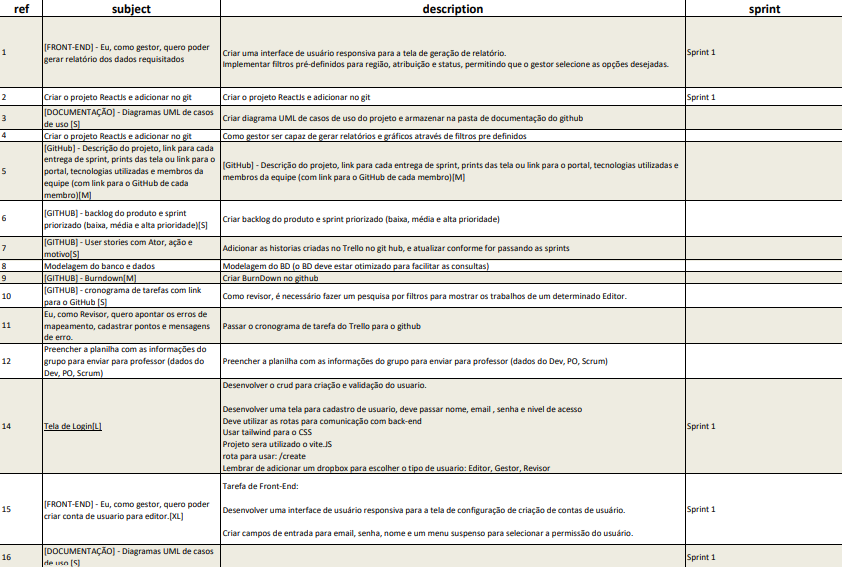 ref subject description sprint
1 [FRONT-END] - Eu, como gestor, quero poder
gerar relatório dos dados requisitados
Criar uma interface de usuário responsiva para a tela de geração de relatório.
Implementar filtros pré-definidos para região, atribuição e status, permitindo que o gestor selecione as opções desejadas.
Sprint 1
2 Criar o projeto ReactJs e adicionar no git Criar o projeto ReactJs e adicionar no git Sprint 1
3 [DOCUMENTAÇÃO] - Diagramas UML de casos
de uso [S]
Criar diagrama UML de casos de uso do projeto e armazenar na pasta de documentação do github
4 Criar o projeto ReactJs e adicionar no git Como gestor ser capaz de gerar relatórios e gráficos através de filtros pre definidos
5 [GitHub] - Descrição do projeto, link para cada
entrega de sprint, prints das tela ou link para o
portal, tecnologias utilizadas e membros da
equipe (com link para o GitHub de cada
membro)[M]
[GitHub] - Descrição do projeto, link para cada entrega de sprint, prints das tela ou link para o portal, tecnologias utilizadas e
membros da equipe (com link para o GitHub de cada membro)[M]
6 [GITHUB] - backlog do produto e sprint
priorizado (baixa, média e alta prioridade)[S]
Criar backlog do produto e sprint priorizado (baixa, média e alta prioridade)
7 [GITHUB] - User stories com Ator, ação e
motivo[S]
Adicionar as historias criadas no Trello no git hub, e atualizar conforme for passando as sprints
8 Modelagem do banco e dados Modelagem do BD (o BD deve estar otimizado para facilitar as consultas)
9 [GITHUB] - Burndown[M] Criar BurnDown no github
10 [GITHUB] - cronograma de tarefas com link
para o GitHub [S]
Como revisor, é necessário fazer um pesquisa por filtros para mostrar os trabalhos de um determinado Editor.
11 Eu, como Revisor, quero apontar os erros de
mapeamento, cadastrar pontos e mensagens
de erro.
Passar o cronograma de tarefa do Trello para o github
12 Preencher a planilha com as informações do
grupo para enviar para professor (dados do
Dev, PO, Scrum)
Preencher a planilha com as informações do grupo para enviar para professor (dados do Dev, PO, Scrum)
14 Tela de Login[L]
Desenvolver o crud para criação e validação do usuario.
Desenvolver uma tela para cadastro de usuario, deve passar nome, email , senha e nivel de acesso
Deve utilizar as rotas para comunicação com back-end
Usar tailwind para o CSS
Projeto sera utilizado o vite.JS
rota para usar: /create
Lembrar de adicionar um dropbox para escolher o tipo de usuario: Editor, Gestor, Revisor
Sprint 1
15 [FRONT-END] - Eu, como gestor, quero poder
criar conta de usuario para editor.[XL]
Tarefa de Front-End:
Desenvolver uma interface de usuário responsiva para a tela de configuração de criação de contas de usuário.
Criar campos de entrada para email, senha, nome e um menu suspenso para selecionar a permissão do usuário.
Sprint 1
16 [DOCUMENTAÇÃO] - Diagramas UML de casos
de uso [S]
Sprint 1